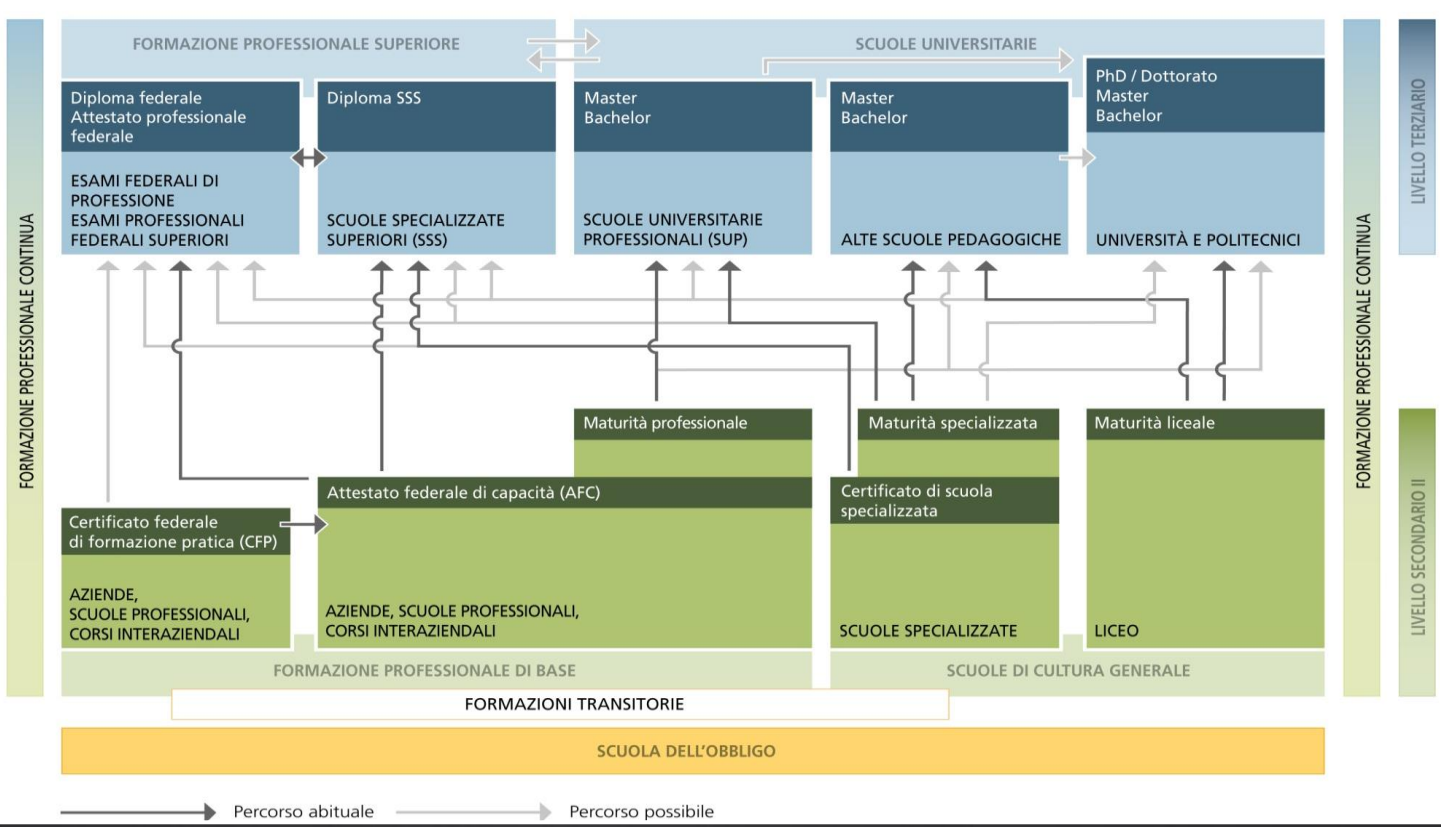 FORMAZIONE PROFESSIONALE CONTINUA
FORMAZIONE PROFESSIONALE SUPERIORE
SCUOLE UNIVERSITARIE
Diploma federale
Attestato professionale
federale
ESAMI FEDERALI DI
PROFESSIONE
ESAMI PROFESSIONALI
FEDERALI SUPERIORI
Diploma SSS
SCUOLE SPECIALIZZATE
SUPERIORI (SSS)
Master
Bachelor
SCUOLE UNIVERSITARIE
PROFESSIONALI (SUP)
Master
Bachelor
ALTE SCUOLE PEDAGOGICHE
PhD / Dottorato
Master
Bachelor
UNIVERSITÀ E POLITECNICI
FORMAZIONE PROFESSIONALE CONTINUA
LIVELLO TERZIARIO
Maturità professionale
Maturità specializzata
Maturità liceale
Attestato federale di capacità (AFC)
Certificato di scuola
specializzata
Certificato federale
di formazione pratica (CFP)
AZIENDE,
SCUOLE PROFESSIONALI,
CORSI INTERAZIENDALI
AZIENDE, SCUOLE PROFESSIONALI,
CORSI INTERAZIENDALI
SCUOLE SPECIALIZZATE
LICEO
LIVELLO SECONDARIO II
FORMAZIONE PROFESSIONALE DI BASE
SCUOLE DI CULTURA GENERALE
FORMAZIONI TRANSITORIE
SCUOLA DELL'OBBLIGO
Percorso abituale
Percorso possibile